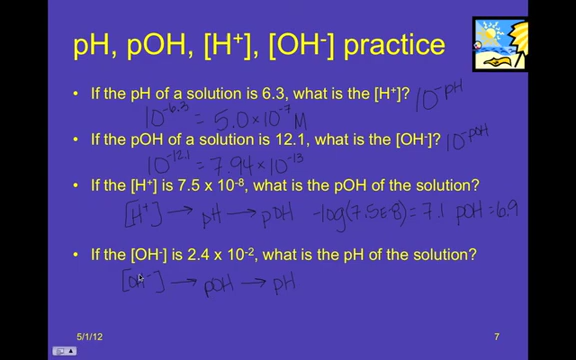 pH, pOH, [H⁺], [OH⁻] practice
• If the pH of a solution is 6.3, what is the [H⁺]? 10^-pH
10^-6.3 = 5.0 × 10^-7 M
• If the pOH of a solution is 12.1, what is the [OH⁻]? 10^-pOH
10^-12.1 = 7.94 × 10^-13
• If the [H⁺] is 7.5 x 10⁻⁸, what is the pOH of the solution?
[H⁺] → pH → pOH -log(7.5E-8) = 7.1 pOH = 6.9
• If the [OH⁻] is 2.4 x 10⁻², what is the pH of the solution?
[OH⁻] → pOH → pH
5/1/12 7